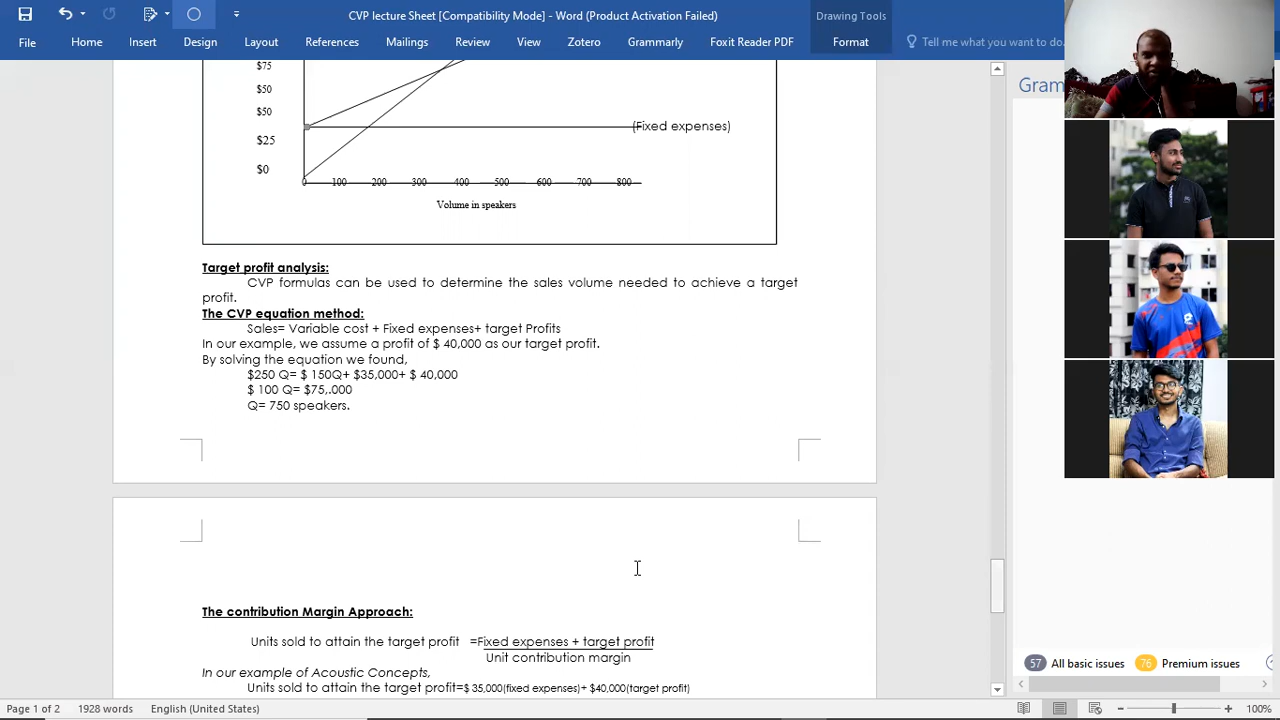 CVP lecture Sheet [Compatibility Mode] - Word (Product Activation Failed)
Drawing Tools
File Home Insert Design Layout References Mailings Review View Zotero Grammarly Foxit Reader PDF Format Tell me what you want to do.
Gram
$75
$50
$50
(Fixed expenses)
$25
$0
0 100 200 300 400 500 600 700 800
Volume in speakers
Target profit analysis:
CVP formulas can be used to determine the sales volume needed to achieve a target
profit.
The CVP equation method:
Sales= Variable cost + Fixed expenses+ target Profits
In our example, we assume a profit of $ 40,000 as our target profit.
By solving the equation we found,
$250 Q= $ 150Q+ $35,000+ $ 40,000
$ 100 Q= $75,.000
Q= 750 speakers.
The contribution Margin Approach:
Units sold to attain the target profit =Fixed expenses + target profit
Unit contribution margin
In our example of Acoustic Concepts,
Units sold to attain the target profit=$ 35,000(fixed expenses)+ $40,000(target profit)
57 All basic issues 76 Premium issues
Page 1 of 2 1928 words English (United States) 100%